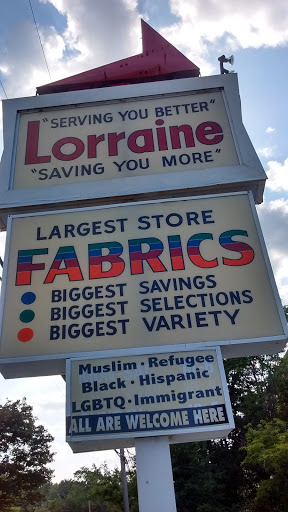 "SERVING YOU BETTER"
Lorraine
"SAVING YOU MORE"
LARGEST STORE
FABRICS
BIGGEST SAVINGS
BIGGEST SELECTIONS
BIGGEST VARIETY
Muslim · Refugee
Black · Hispanic
LGBTQ · Immigrant
ALL ARE WELCOME HERE